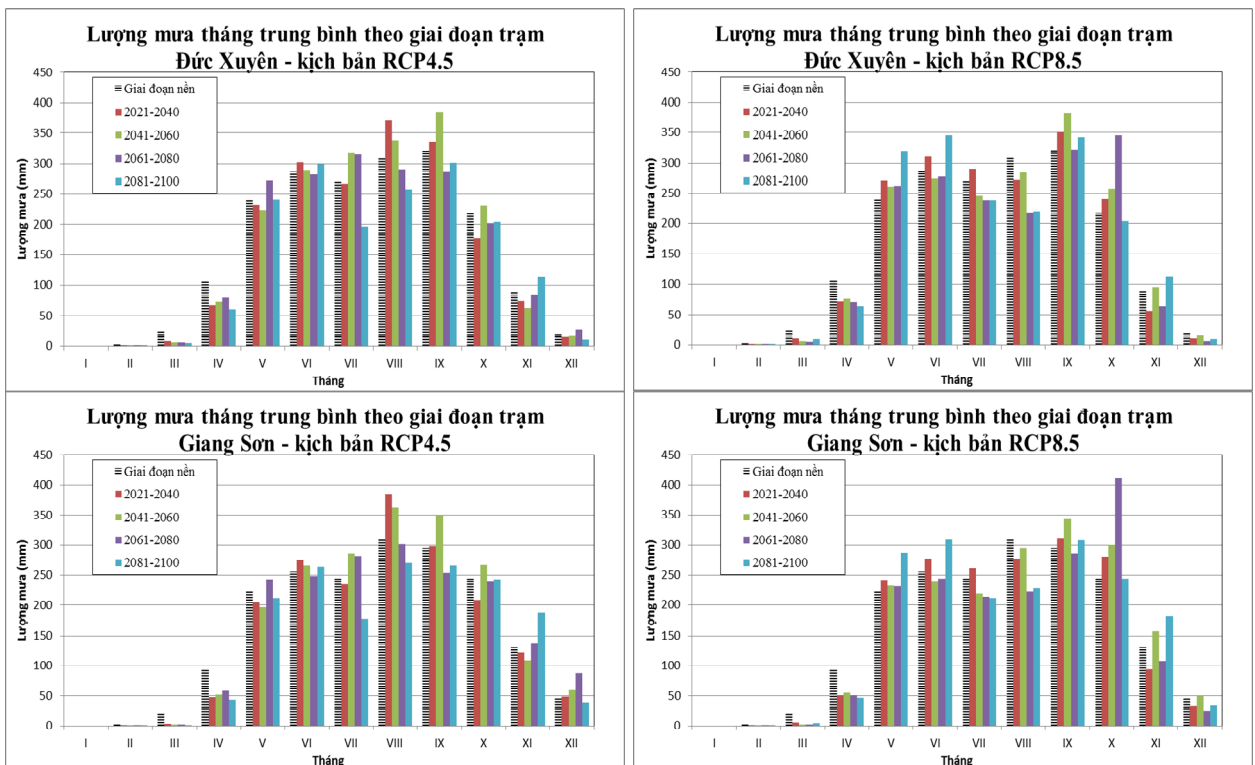 Lượng mưa tháng trung bình theo giai đoạn trạm
Đức Xuyên - kịch bản RCP4.5
450
400
350
300
250
200
150
100
50
0
Lượng mưa (mm)
Giai đoạn nền
2021-2040
2041-2060
2061-2080
2081-2100
I II III IV V VI VII VIII IX X XI XII
Tháng
Lượng mưa tháng trung bình theo giai đoạn trạm
Đức Xuyên - kịch bản RCP8.5
450
400
350
300
250
200
150
100
50
0
Lượng mưa (mm)
Giai đoạn nền
2021-2040
2041-2060
2061-2080
2081-2100
I II III IV V VI VII VIII IX X XI XII
Tháng
Lượng mưa tháng trung bình theo giai đoạn trạm
Giang Sơn - kịch bản RCP4.5
450
400
350
300
250
200
150
100
50
0
Lượng mưa (mm)
Giai đoạn nền
2021-2040
2041-2060
2061-2080
2081-2100
I II III IV V VI VII VIII IX X XI XII
Tháng
Lượng mưa tháng trung bình theo giai đoạn trạm
Giang Sơn - kịch bản RCP8.5
450
400
350
300
250
200
150
100
50
0
Lượng mưa (mm)
Giai đoạn nền
2021-2040
2041-2060
2061-2080
2081-2100
I II III IV V VI VII VIII IX X XI XII
Tháng